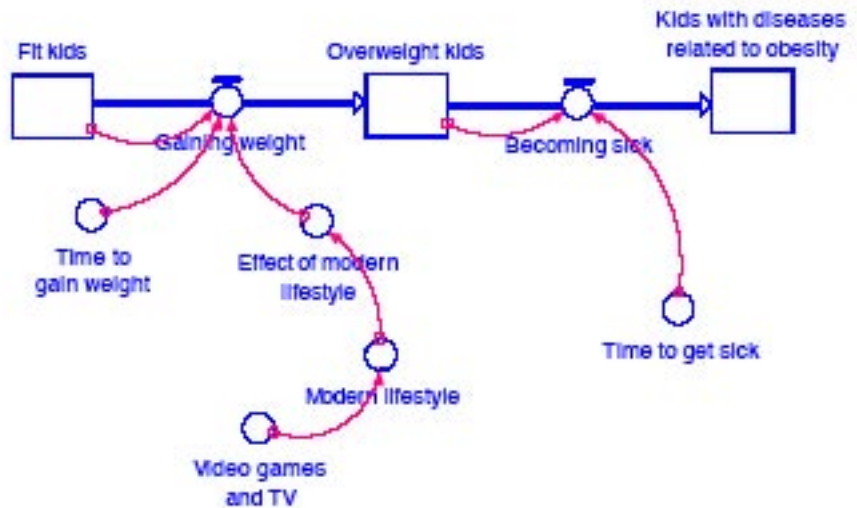 Fit kids
Overweight kids
Kids with diseases
related to obesity
Gaining weight
Becoming sick
Time to
gain weight
Effect of modern
lifestyle
Time to get sick
Modern lifestyle
Video games
and TV